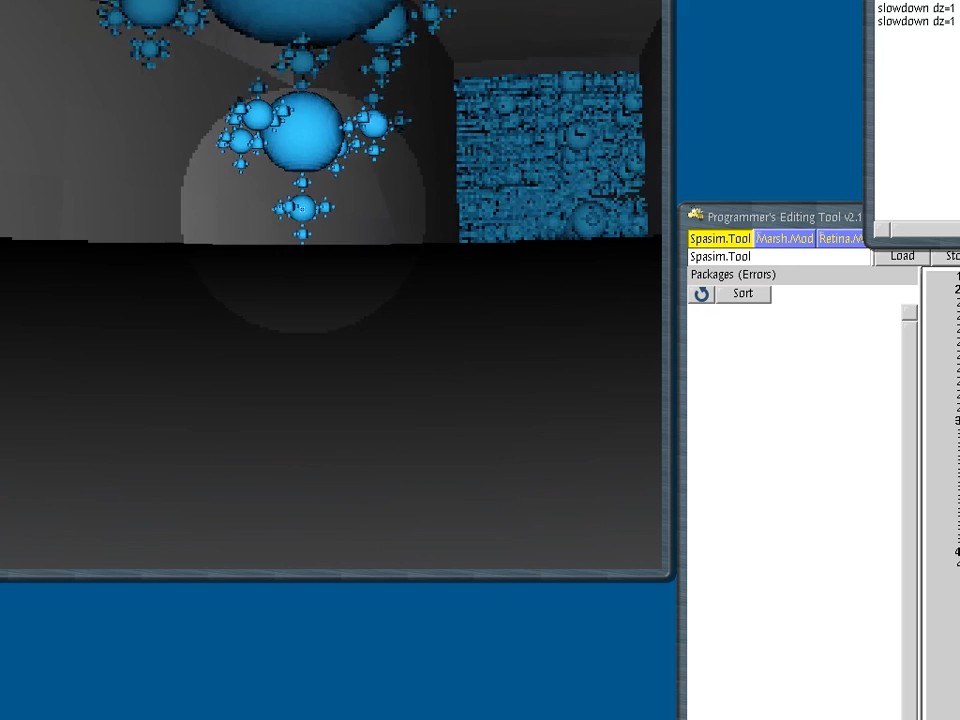 slowdown dz=1
slowdown dz=1
Programmer's Editing Tool v2.1
Spasim.Tool Marsh.Mod Retina.M
Spasim.Tool
Load
Packages (Errors)
Sort